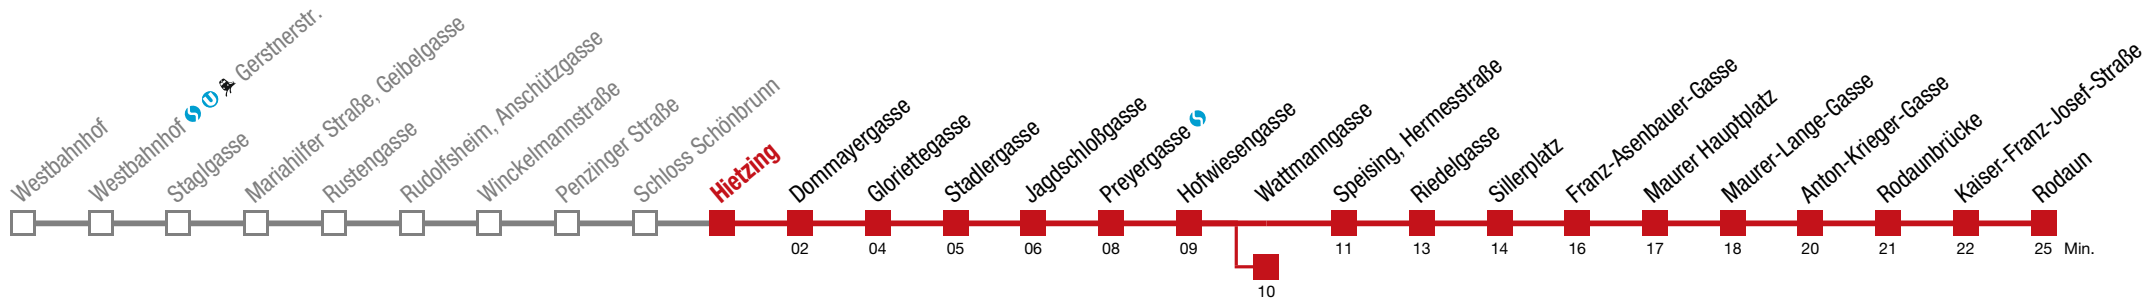 Westbahnhof
Westbahnhof S U Gerstnerstr.
Staglgasse
Mariahilfer Straße, Geibelgasse
Rustengasse
Rudolfsheim, Anschützgasse
Winckelmannstraße
Penzinger Straße
Schloss Schönbrunn
Hietzing
Dommayergasse
Gloriettegasse
Stadlergasse
Jagdschloßgasse
Preyergasse S
Hofwiesengasse
Wattmanngasse
Speising, Hermesstraße
Riedelgasse
Sillerplatz
Franz-Asenbauer-Gasse
Maurer Hauptplatz
Maurer-Lange-Gasse
Anton-Krieger-Gasse
Rodaunbrücke
Kaiser-Franz-Josef-Straße
Rodaun
02 04 05 06 08 09 11 13 14 16 17 18 20 21 22 25 Min.
10